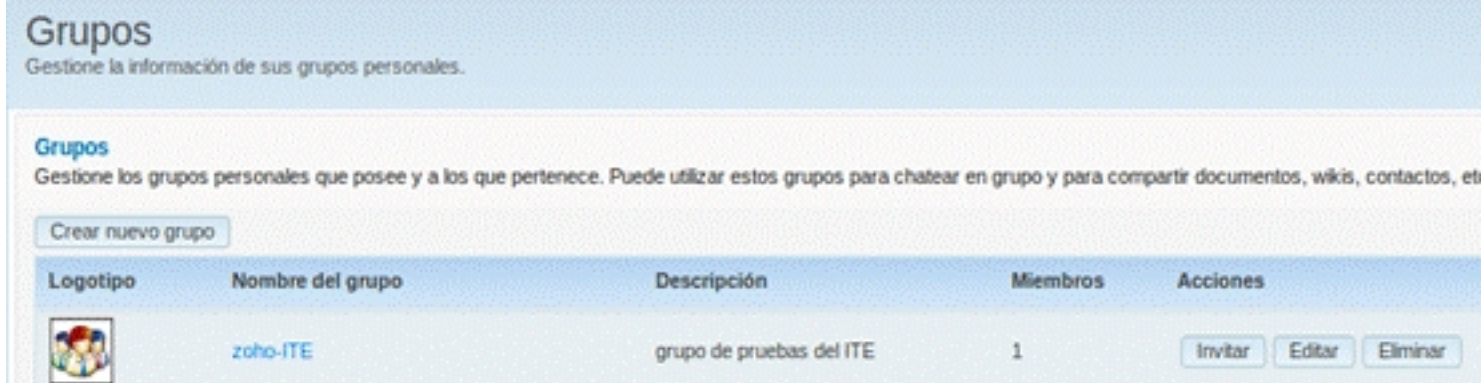 Grupos
Gestione la información de sus grupos personales.
Grupos
Gestione los grupos personales que posee y a los que pertenece. Puede utilizar estos grupos para chatear en grupo y para compartir documentos, wikis, contactos, etc
Crear nuevo grupo
Logotipo Nombre del grupo Descripción Miembros Acciones
zoho-ITE grupo de pruebas del ITE 1 Invitar Editar Eliminar